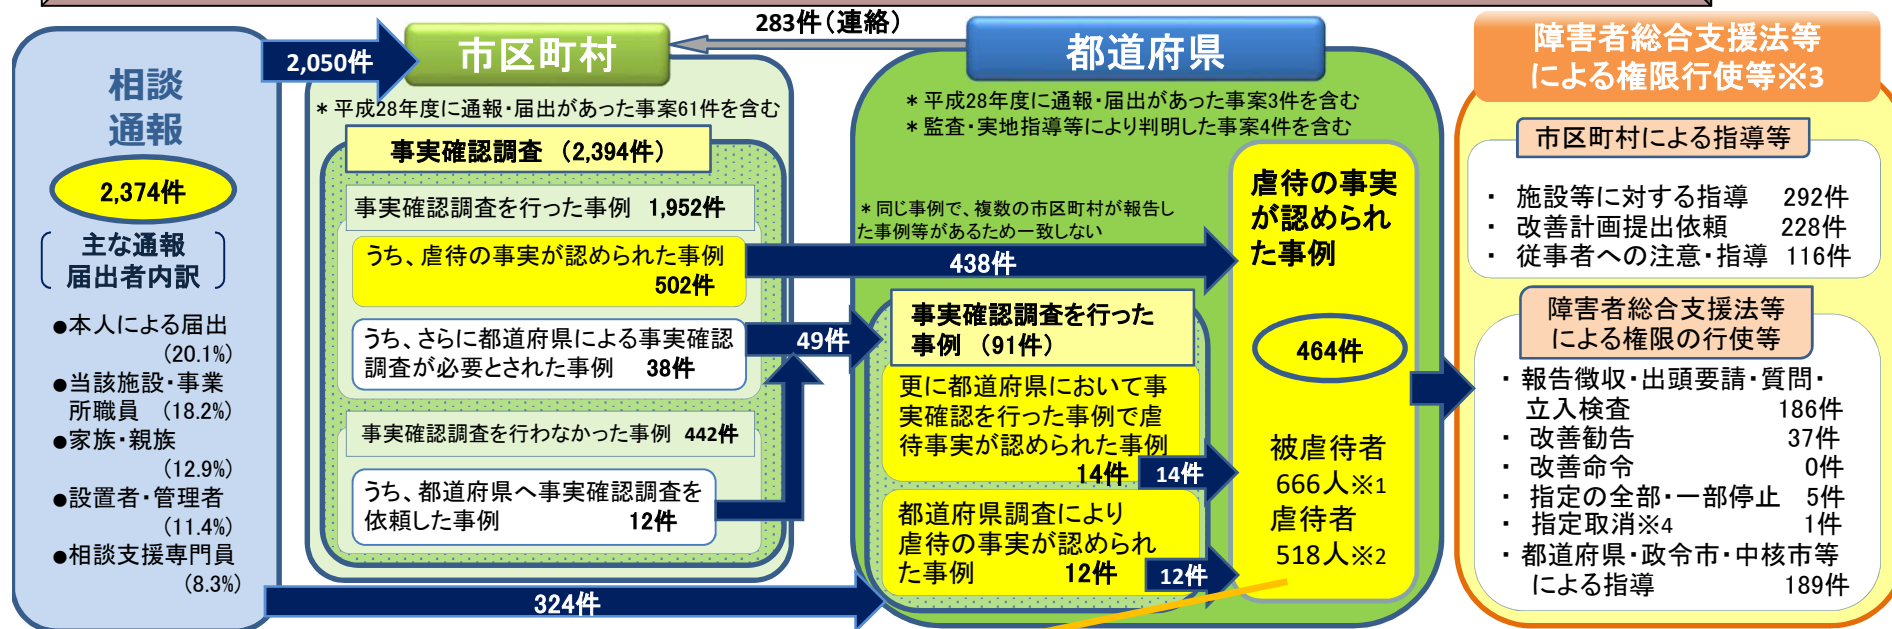 283件(連絡)
相談
通報
2,374件
主な通報
届出者内訳
●本人による届出
(20.1%)
●当該施設・事業
所職員 (18.2%)
●家族・親族
(12.9%)
●設置者・管理者
(11.4%)
●相談支援専門員
(8.3%)
2,050件
324件
市区町村
＊平成28年度に通報・届出があった事案61件を含む
事実確認調査 (2,394件)
事実確認調査を行った事例 1,952件
うち、虐待の事実が認められた事例
502件
うち、さらに都道府県による事実確認
調査が必要とされた事例 38件
事実確認調査を行わなかった事例 442件
うち、都道府県へ事実確認調査を
依頼した事例 12件
都道府県
＊平成28年度に通報・届出があった事案3件を含む
＊監査・実地指導等により判明した事案4件を含む
＊同じ事例で、複数の市区町村が報告し
た事例等があるため一致しない
438件
49件
事実確認調査を行った
事例 (91件)
更に都道府県において事
実確認を行った事例で虐
待事実が認められた事例
14件
14件
都道府県調査により
虐待の事実が認められ
た事例 12件
12件
虐待の事実
が認められ
た事例
464件
被虐待者
666人※1
虐待者
518人※2
障害者総合支援法等
による権限行使等※3
市区町村による指導等
・ 施設等に対する指導 292件
・ 改善計画提出依頼 228件
・ 従事者への注意・指導 116件
障害者総合支援法等
による権限の行使等
・報告徴収・出頭要請・質問・
立入検査 186件
・ 改善勧告 37件
・ 改善命令 0件
・ 指定の全部・一部停止 5件
・ 指定取消※4 1件
・都道府県・政令市・中核市等
による指導 189件